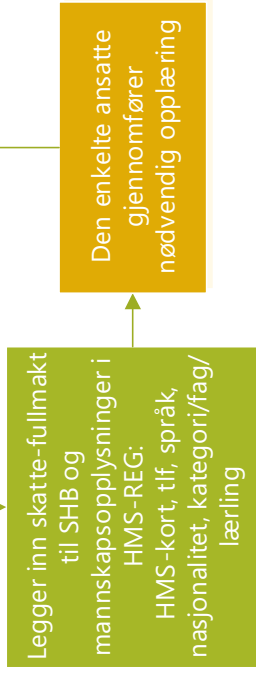 Legger inn skatte-fullmakt
til SHB og
mannskapsopplysninger i
HMS-REG:
HMS-kort, tlf, språk,
nasjonalitet, kategori/fag/
lærling
Den enkelte ansatte
gjennomfører
nødvendig opplæring